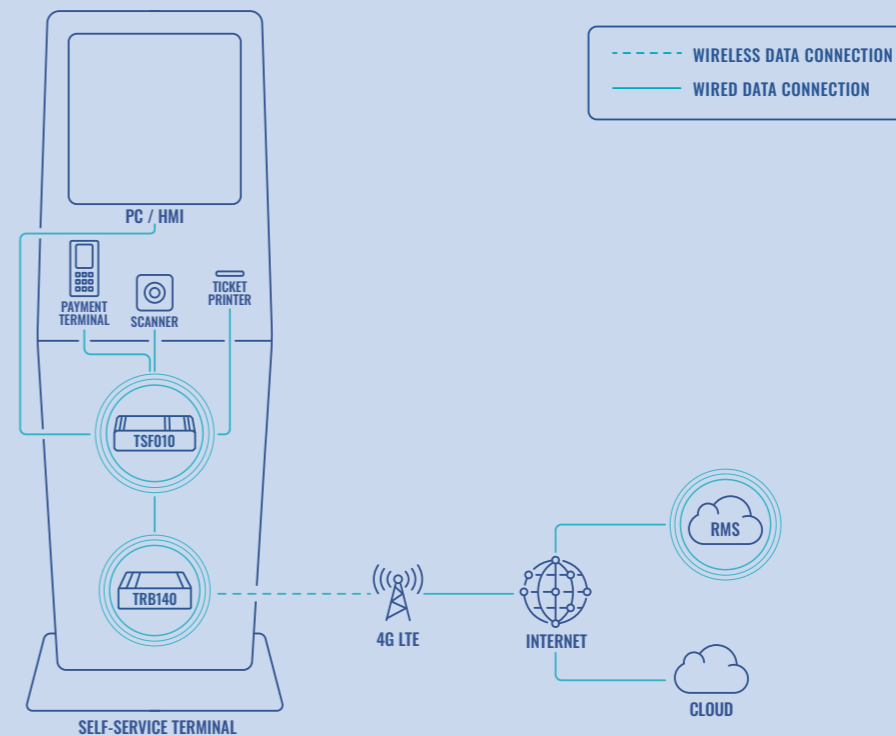 WIRELESS DATA CONNECTION
WIRED DATA CONNECTION
PC / HMI
PAYMENT
TERMINAL
SCANNER
TICKET
PRINTER
TSF010
TRB140
4G LTE
INTERNET
RMS
CLOUD
SELF-SERVICE TERMINAL